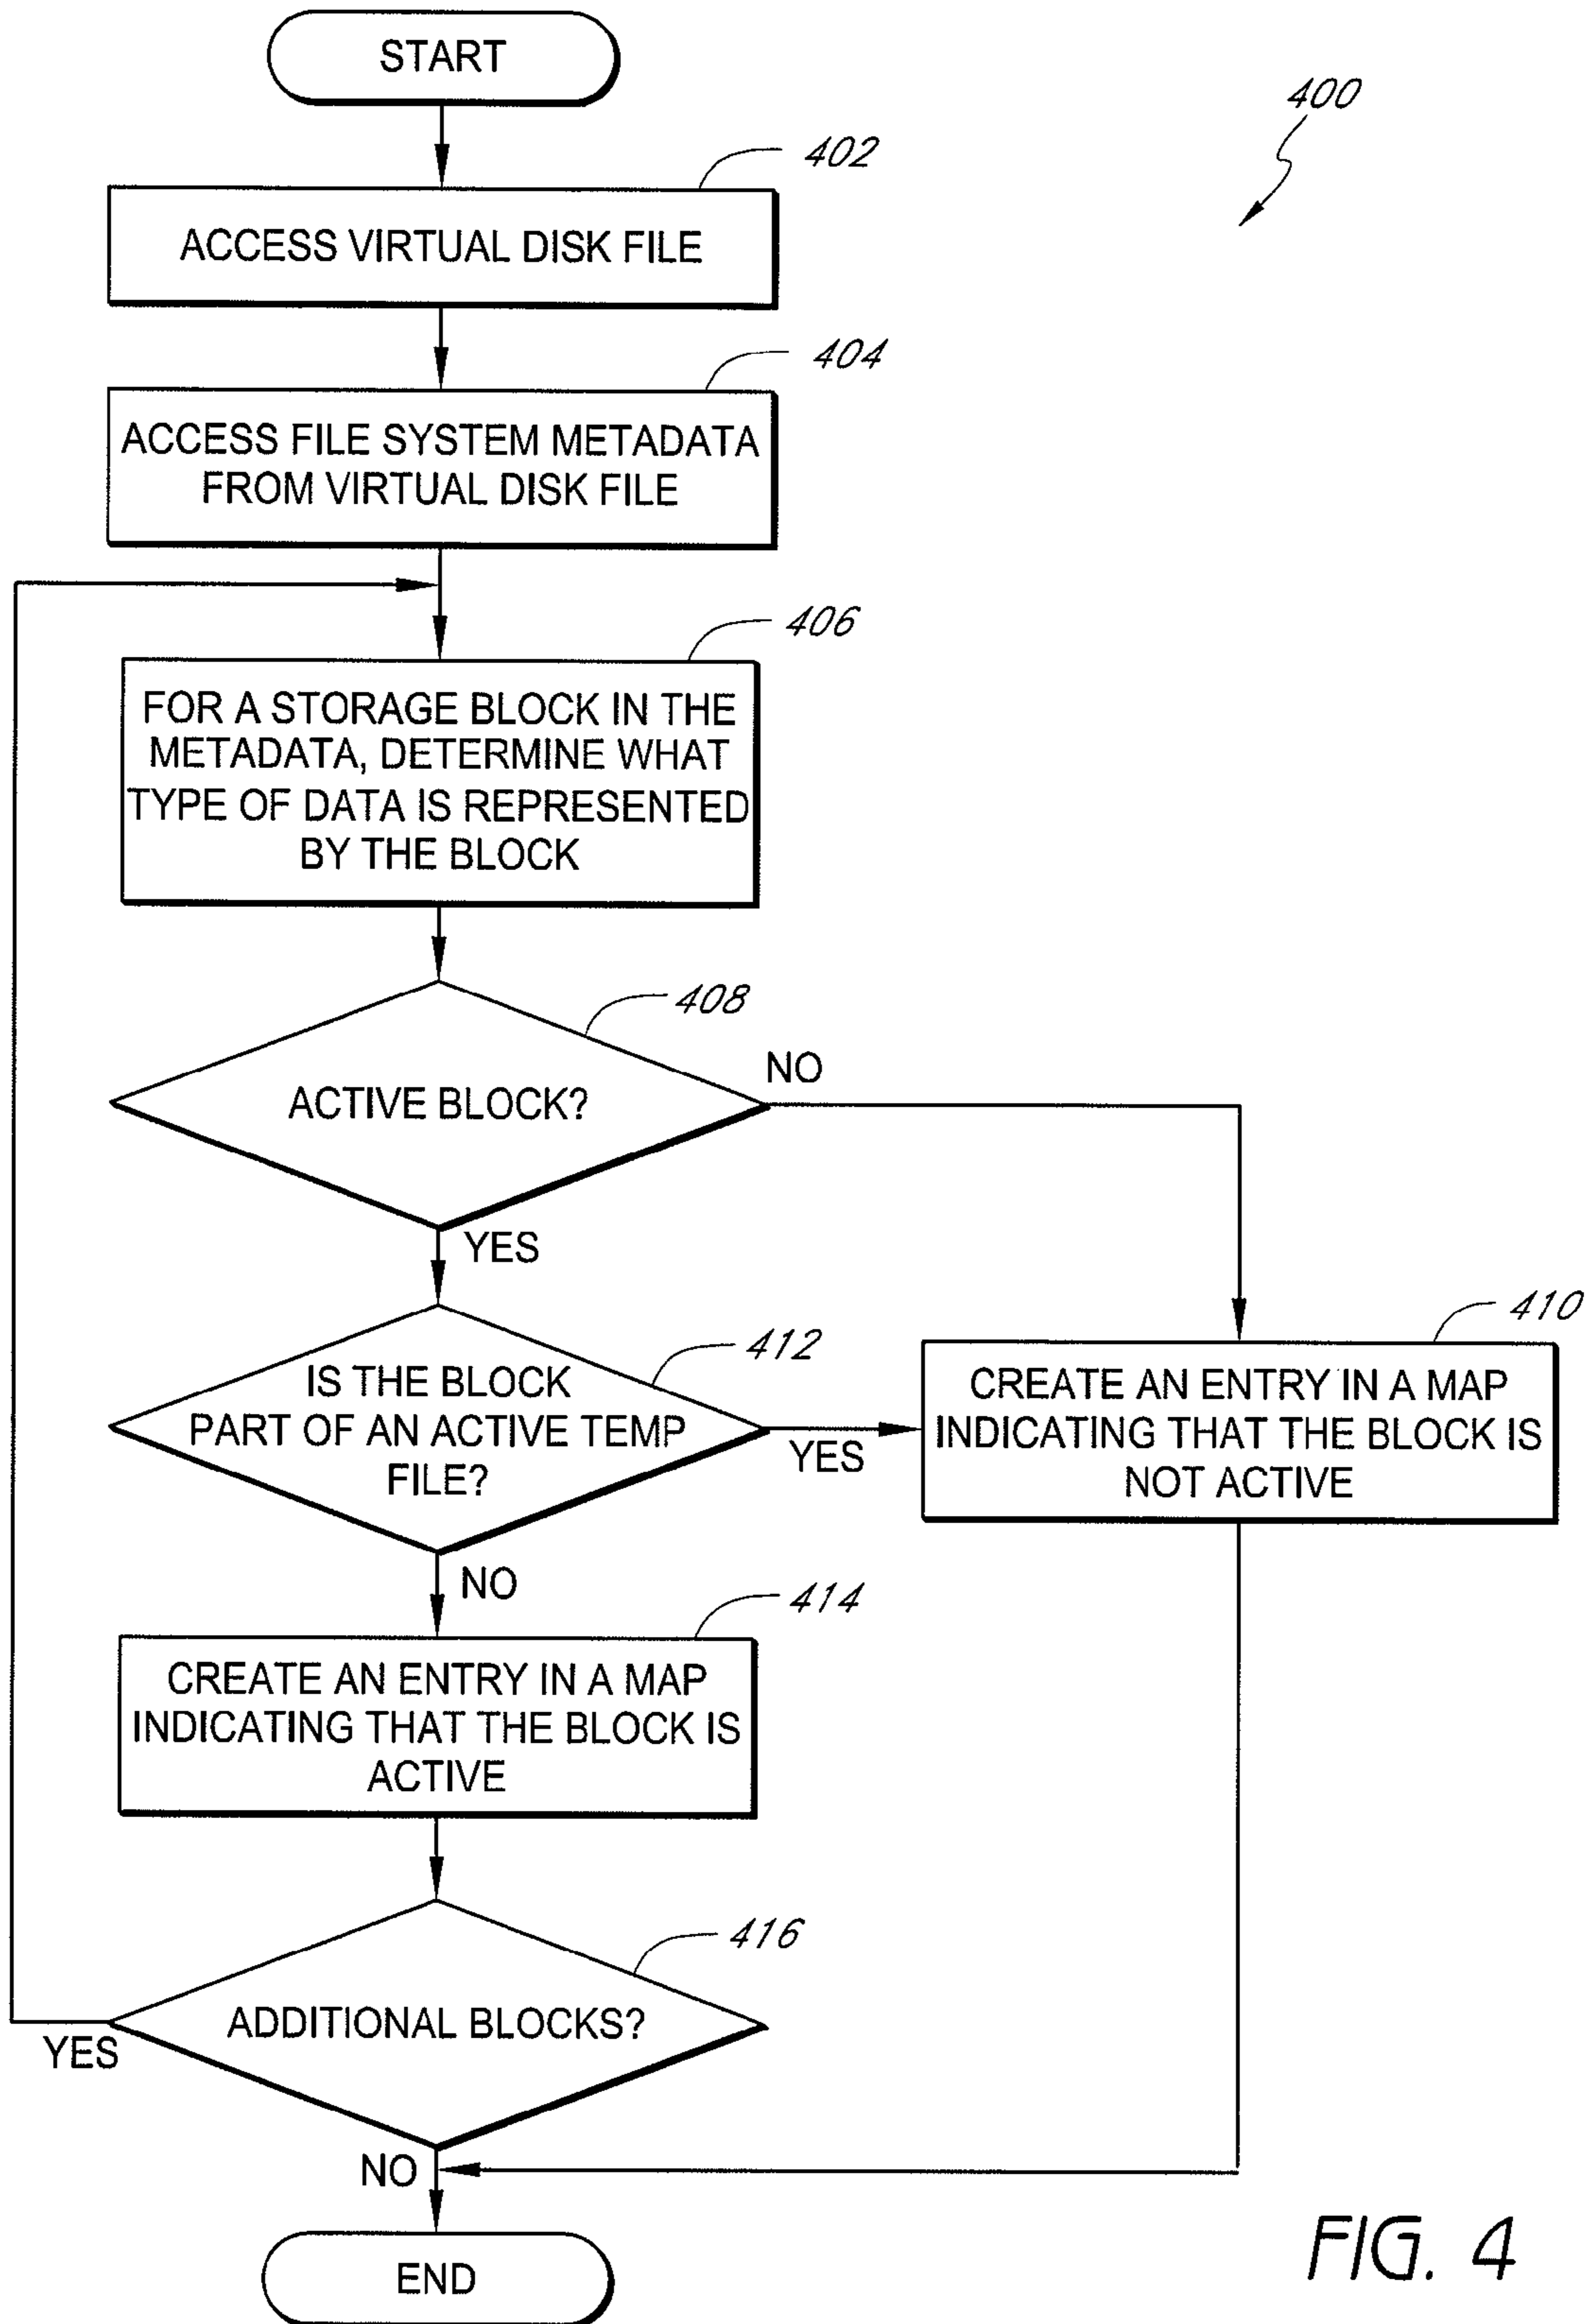 START
400
402
ACCESS VIRTUAL DISK FILE
404
ACCESS FILE SYSTEM METADATA
FROM VIRTUAL DISK FILE
406
FOR A STORAGE BLOCK IN THE
METADATA, DETERMINE WHAT
TYPE OF DATA IS REPRESENTED
BY THE BLOCK
408
ACTIVE BLOCK?
NO
YES
412
IS THE BLOCK
PART OF AN ACTIVE TEMP
FILE?
YES
410
CREATE AN ENTRY IN A MAP
INDICATING THAT THE BLOCK IS
NOT ACTIVE
NO
414
CREATE AN ENTRY IN A MAP
INDICATING THAT THE BLOCK IS
ACTIVE
416
ADDITIONAL BLOCKS?
YES
NO
END
FIG. 4